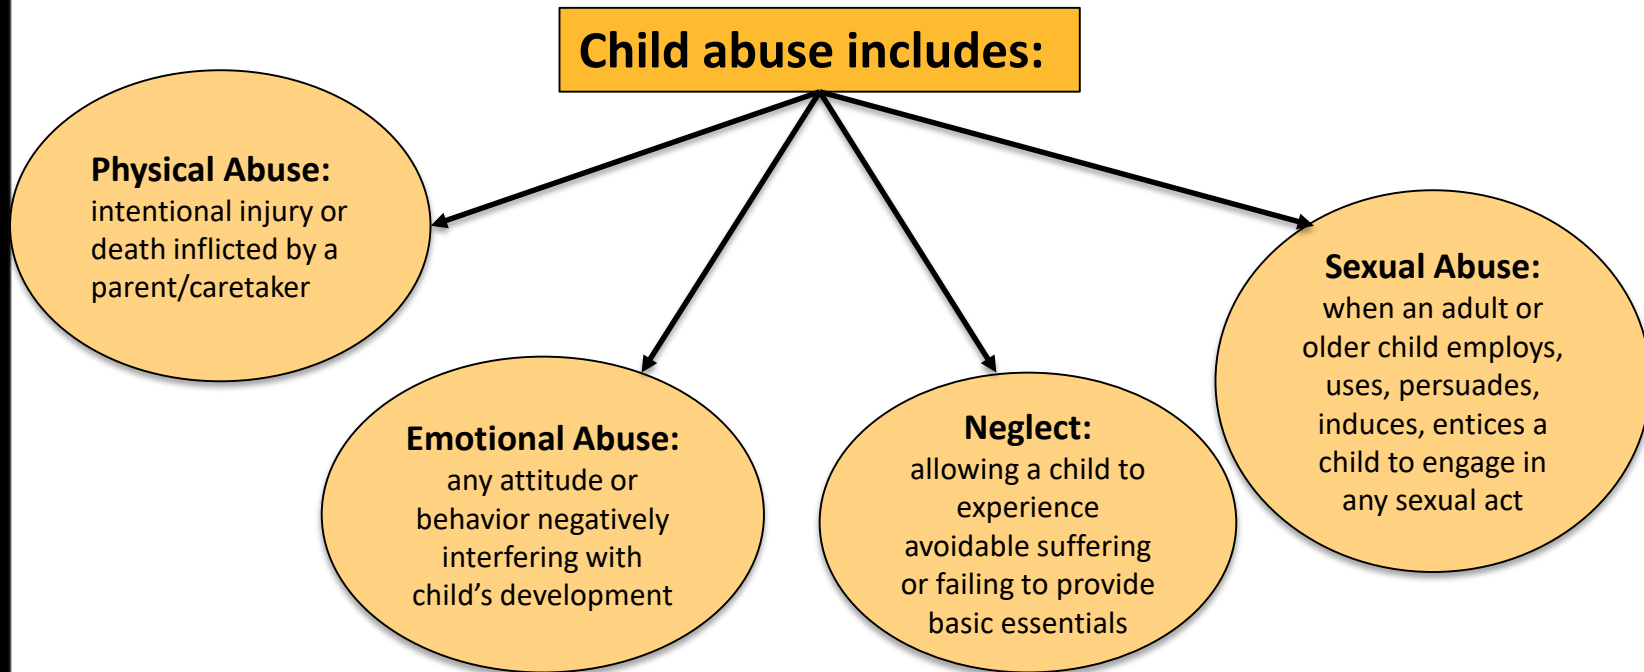 Child abuse includes:
Physical Abuse:
intentional injury or
death inflicted by a
parent/caretaker
Emotional Abuse:
any attitude or
behavior negatively
interfering with
child’s development
Neglect:
allowing a child to
experience
avoidable suffering
or failing to provide
basic essentials
Sexual Abuse:
when an adult or
older child employs,
uses, persuades,
induces, entices a
child to engage in
any sexual act